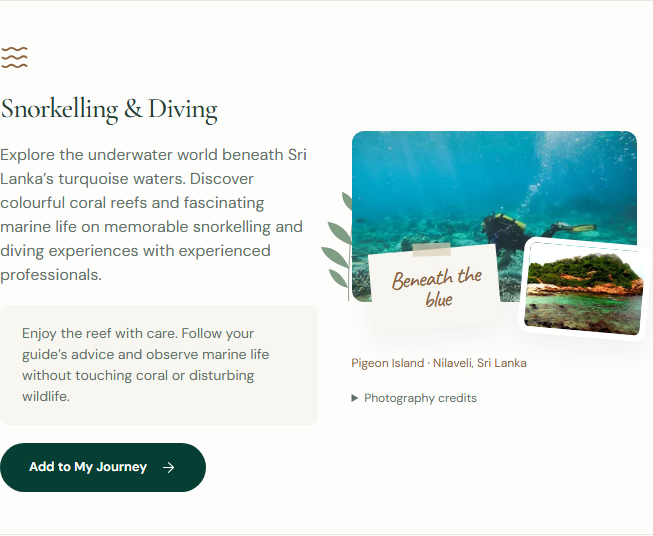 Snorkelling & Diving
Explore the underwater world beneath Sri
Lanka’s turquoise waters. Discover
colourful coral reefs and fascinating
marine life on memorable snorkelling and
diving experiences with experienced
professionals.
Enjoy the reef with care. Follow your
guide’s advice and observe marine life
without touching coral or disturbing
wildlife.
Add to My Journey →
Beneath the
blue
Pigeon Island · Nilaveli, Sri Lanka
▶ Photography credits